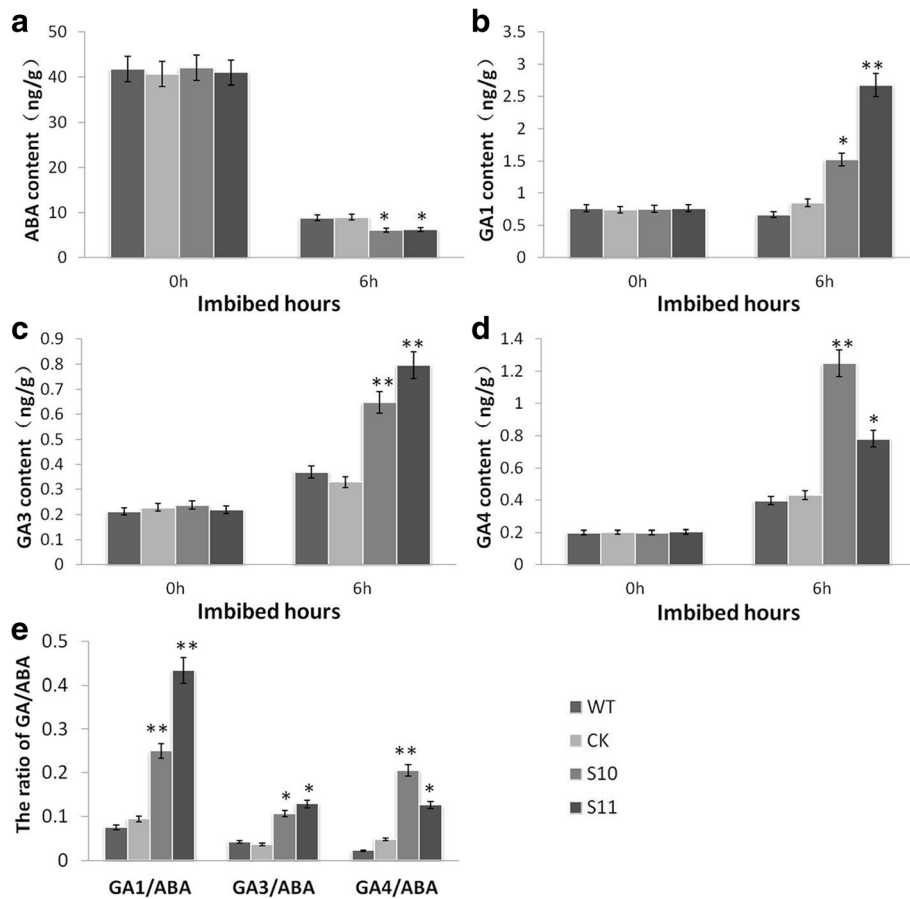 a
50
40
30
20
10
0
ABA content（ng/g）
* *
0h 6h
Imbibed hours
b
3.5
3
2.5
2
1.5
1
0.5
0
GA1 content（ng/g）
* **
0h 6h
Imbibed hours
c
0.9
0.8
0.7
0.6
0.5
0.4
0.3
0.2
0.1
0
GA3 content（ng/g）
** **
0h 6h
Imbibed hours
d
1.4
1.2
1
0.8
0.6
0.4
0.2
0
GA4 content（ng/g）
** *
0h 6h
Imbibed hours
e
0.5
0.4
0.3
0.2
0.1
0
The ratio of GA/ABA
** **
* *
** *
GA1/ABA GA3/ABA GA4/ABA
WT
CK
S10
S11